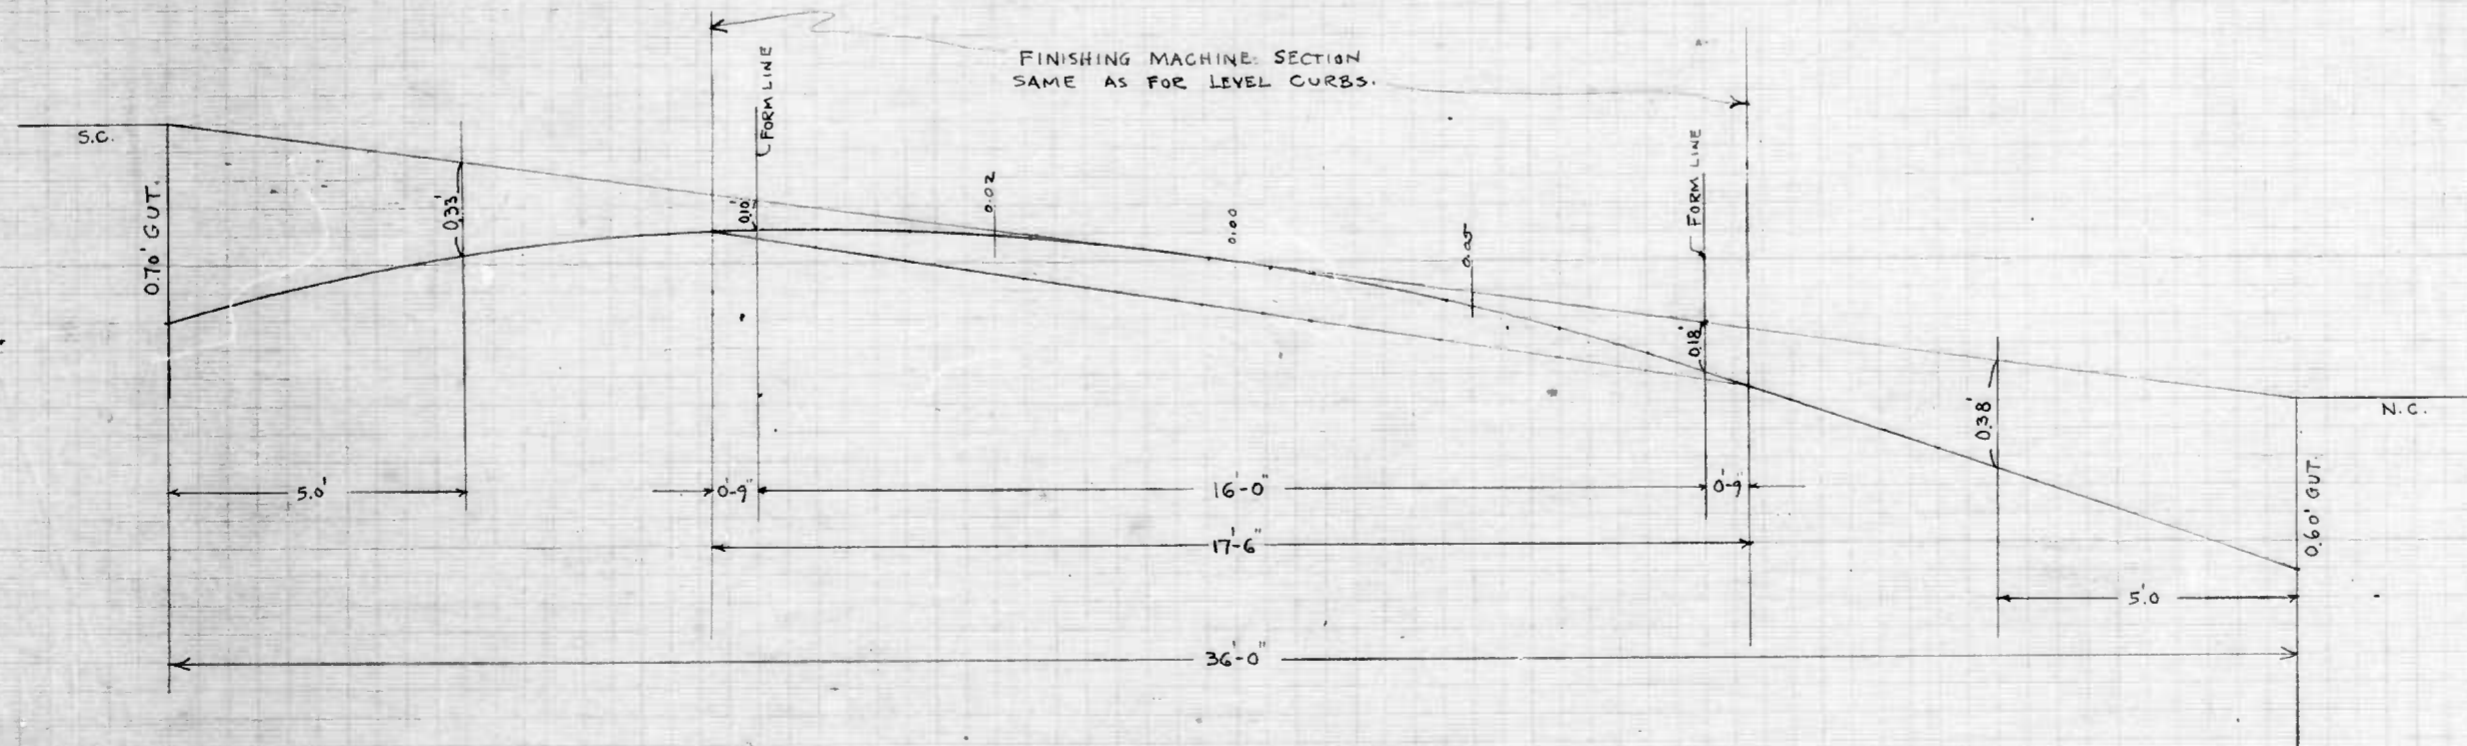 FINISHING MACHINE SECTION
SAME AS FOR LEVEL CURBS.
FORM LINE
FORM LINE
S.C.
0.70' GUT.
0.33'
0.10'
0.02
0.00
0.05
0.18'
0.38'
N.C.
0.60' GUT.
5.0'
0'-9"
16'-0"
0'-9
17'-6"
5.0'
36'-0"